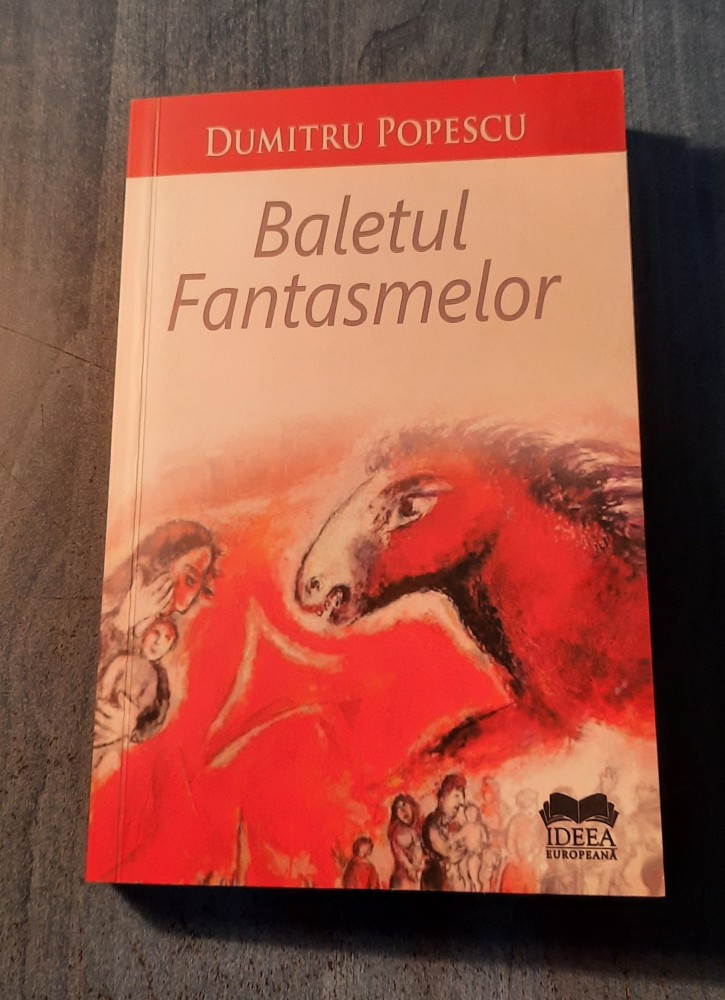 DUMITRU POPESCU
Baletul
Fantasmelor
IDEEA
EUROPEANĂ